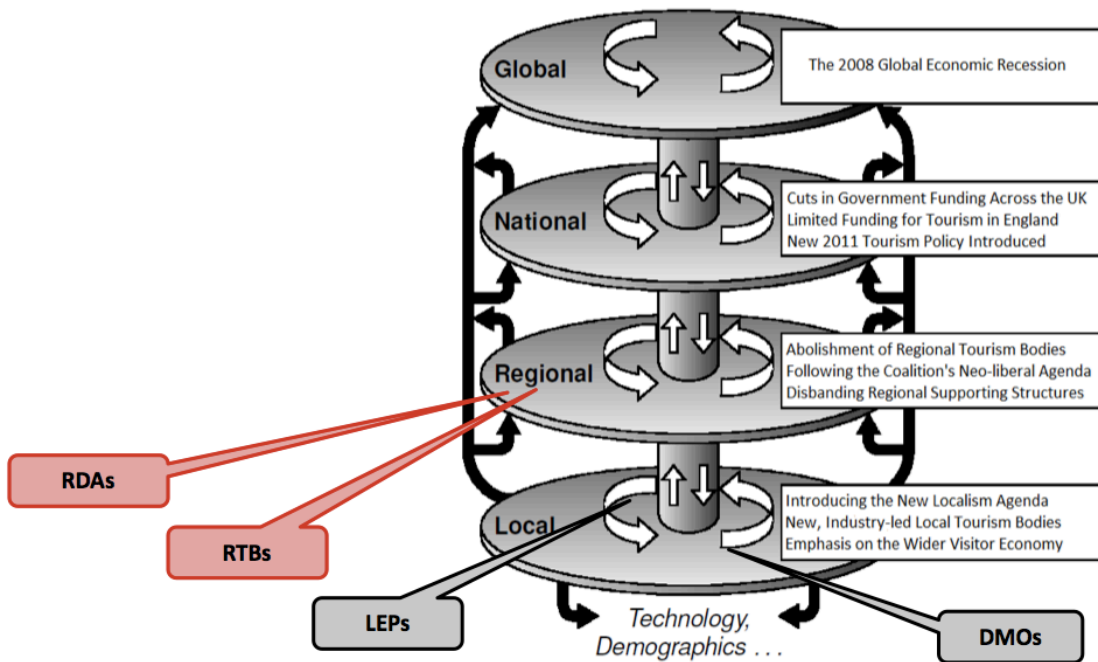 Global
The 2008 Global Economic Recession
National
Cuts in Government Funding Across the UK
Limited Funding for Tourism in England
New 2011 Tourism Policy Introduced
Regional
Abolishment of Regional Tourism Bodies
Following the Coalition's Neo-liberal Agenda
Disbanding Regional Supporting Structures
RDAs
RTBs
Local
Introducing the New Localism Agenda
New, Industry-led Local Tourism Bodies
Emphasis on the Wider Visitor Economy
LEPs
Technology,
Demographics ...
DMOs